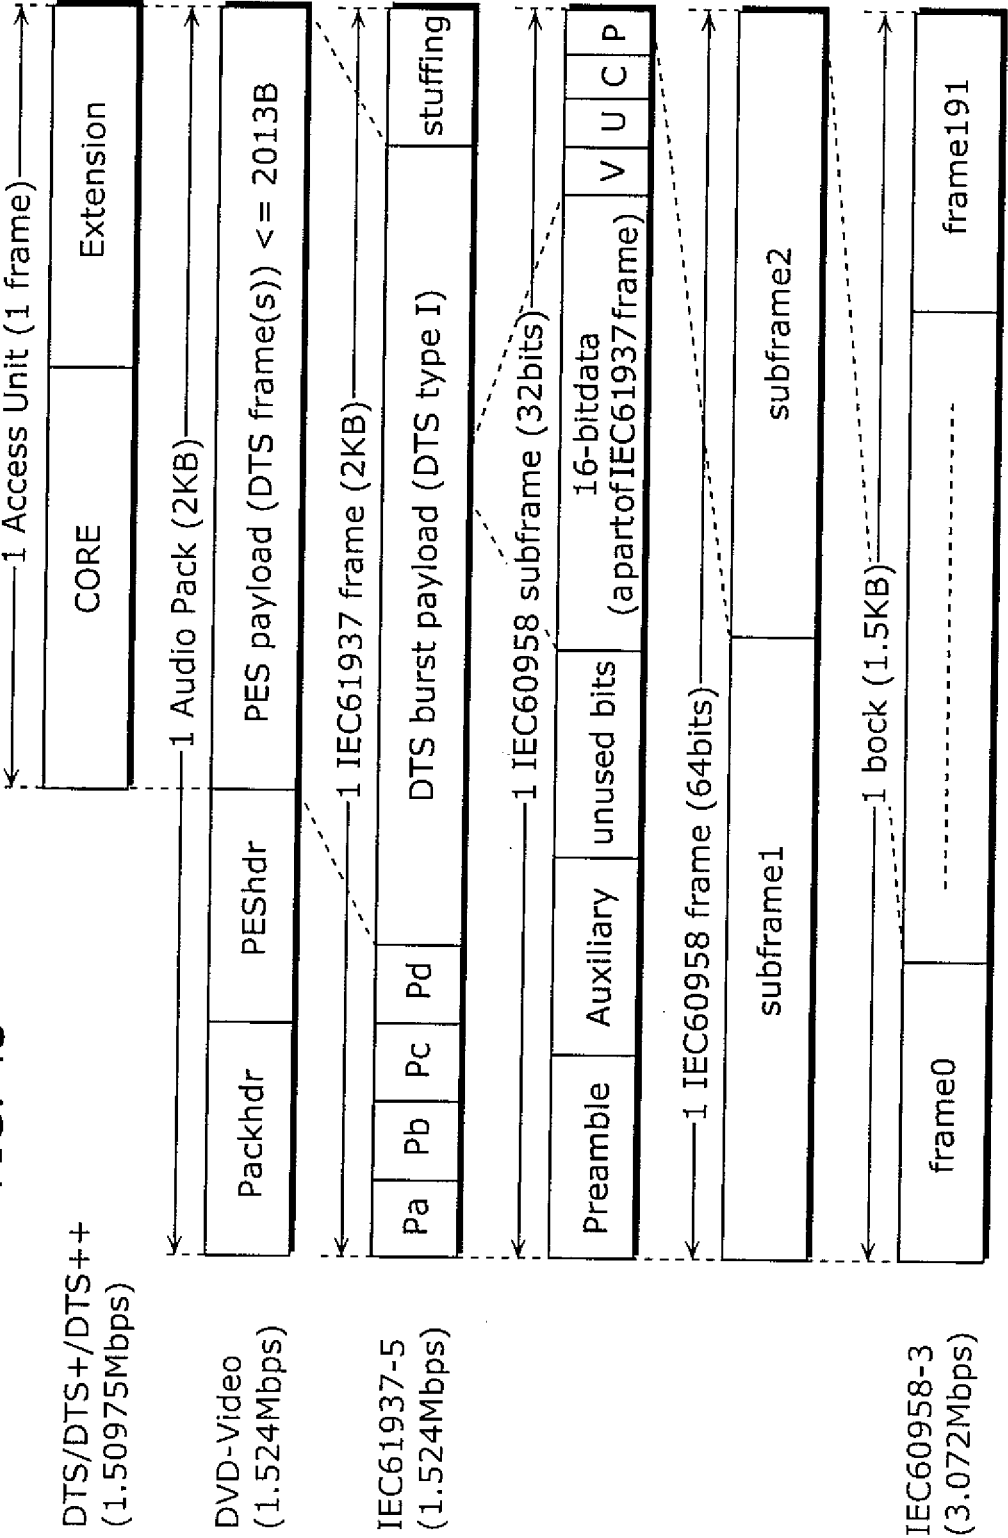 DTS/DTS+/DTS++
(1.50975Mbps)
1 Access Unit (1 frame)
CORE
Extension
DVD-Video
(1.524Mbps)
1 Audio Pack (2KB)
Packhdr
PEShdr
PES payload (DTS frame(s)) <= 2013B
IEC61937-5
(1.524Mbps)
1 IEC61937 frame (2KB)
Pa
Pb
Pc
Pd
DTS burst payload (DTS type I)
stuffing
1 IEC60958 subframe (32bits)
Preamble
Auxiliary
unused bits
16-bitdata
(apartofIEC61937frame)
V
U
C
P
1 IEC60958 frame (64bits)
subframe1
subframe2
IEC60958-3
(3.072Mbps)
1 bock (1.5KB)
frame0
frame191